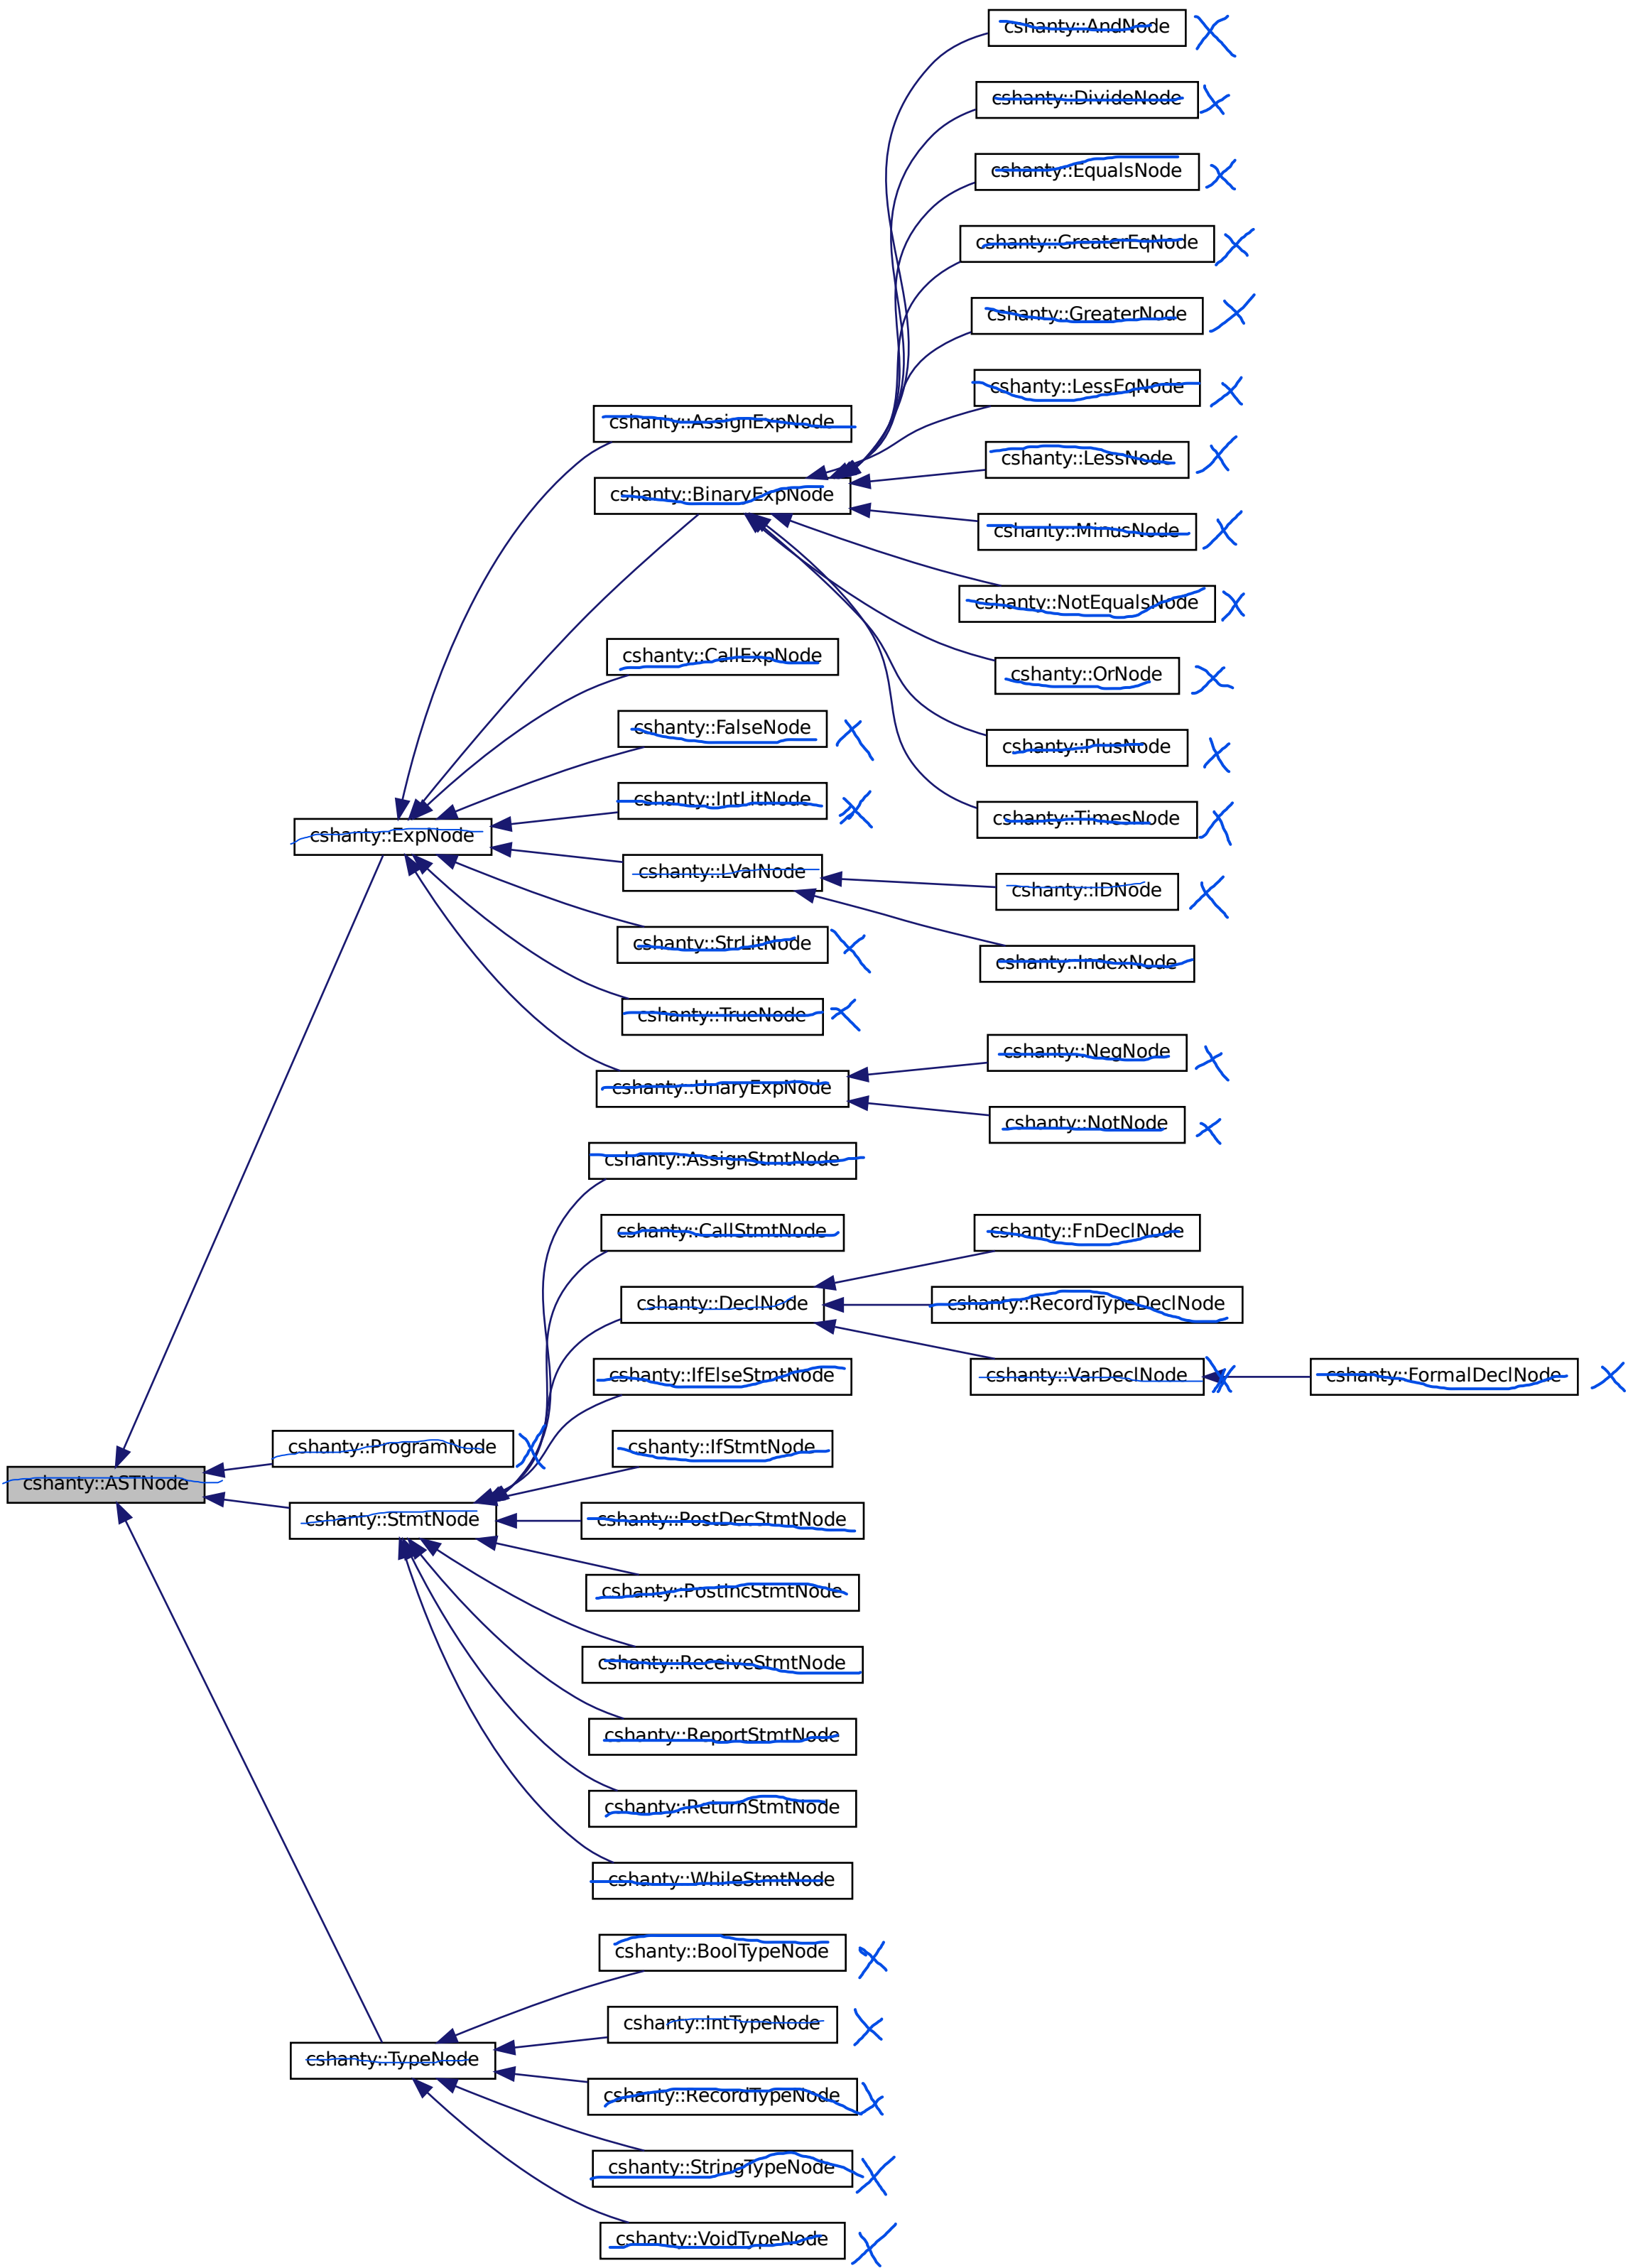 cshanty::AndNode
cshanty::DivideNode
cshanty::EqualsNode
cshanty::GreaterEqNode
cshanty::GreaterNode
cshanty::LessEqNode
cshanty::AssignExpNode
cshanty::LessNode
cshanty::BinaryExpNode
cshanty::MinusNode
cshanty::NotEqualsNode
cshanty::CallExpNode
cshanty::OrNode
cshanty::FalseNode
cshanty::PlusNode
cshanty::IntLitNode
cshanty::TimesNode
cshanty::ExpNode
cshanty::LValNode
cshanty::IDNode
cshanty::StrLitNode
cshanty::IndexNode
cshanty::TrueNode
cshanty::NegNode
cshanty::UnaryExpNode
cshanty::NotNode
cshanty::AssignStmtNode
cshanty::CallStmtNode
cshanty::FnDeclNode
cshanty::DeclNode
cshanty::RecordTypeDeclNode
cshanty::IfElseStmtNode
cshanty::VarDeclNode
cshanty::FormalDeclNode
cshanty::ProgramNode
cshanty::IfStmtNode
cshanty::ASTNode
cshanty::StmtNode
cshanty::PostDecStmtNode
cshanty::PostIncStmtNode
cshanty::ReceiveStmtNode
cshanty::ReportStmtNode
cshanty::ReturnStmtNode
cshanty::WhileStmtNode
cshanty::BoolTypeNode
cshanty::IntTypeNode
cshanty::TypeNode
cshanty::RecordTypeNode
cshanty::StringTypeNode
cshanty::VoidTypeNode